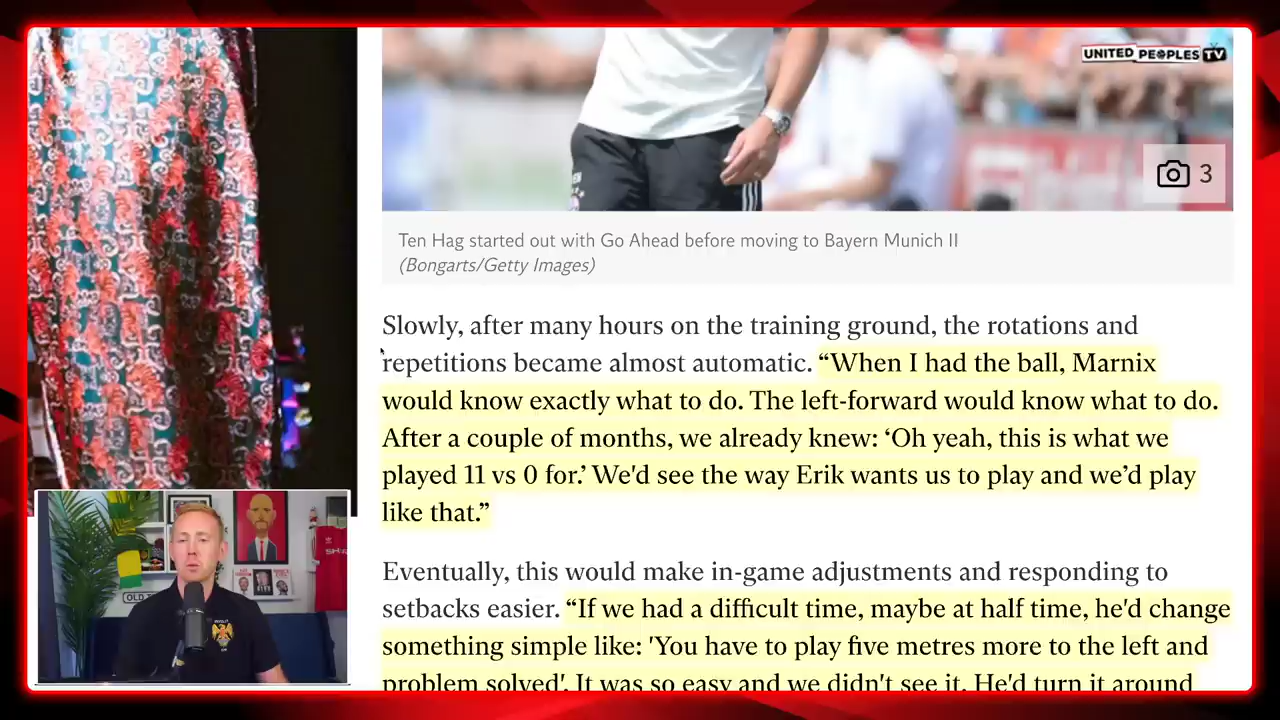 UNITED PEOPLES TV
3
Ten Hag started out with Go Ahead before moving to Bayern Munich II
(Bongarts/Getty Images)
Slowly, after many hours on the training ground, the rotations and
repetitions became almost automatic. “When I had the ball, Marnix
would know exactly what to do. The left-forward would know what to do.
After a couple of months, we already knew: ‘Oh yeah, this is what we
played 11 vs 0 for.’ We'd see the way Erik wants us to play and we’d play
like that.”
Eventually, this would make in-game adjustments and responding to
setbacks easier. “If we had a difficult time, maybe at half time, he'd change
something simple like: 'You have to play five metres more to the left and
problem solved'. It was so easy and we didn't see it. He'd turn it around